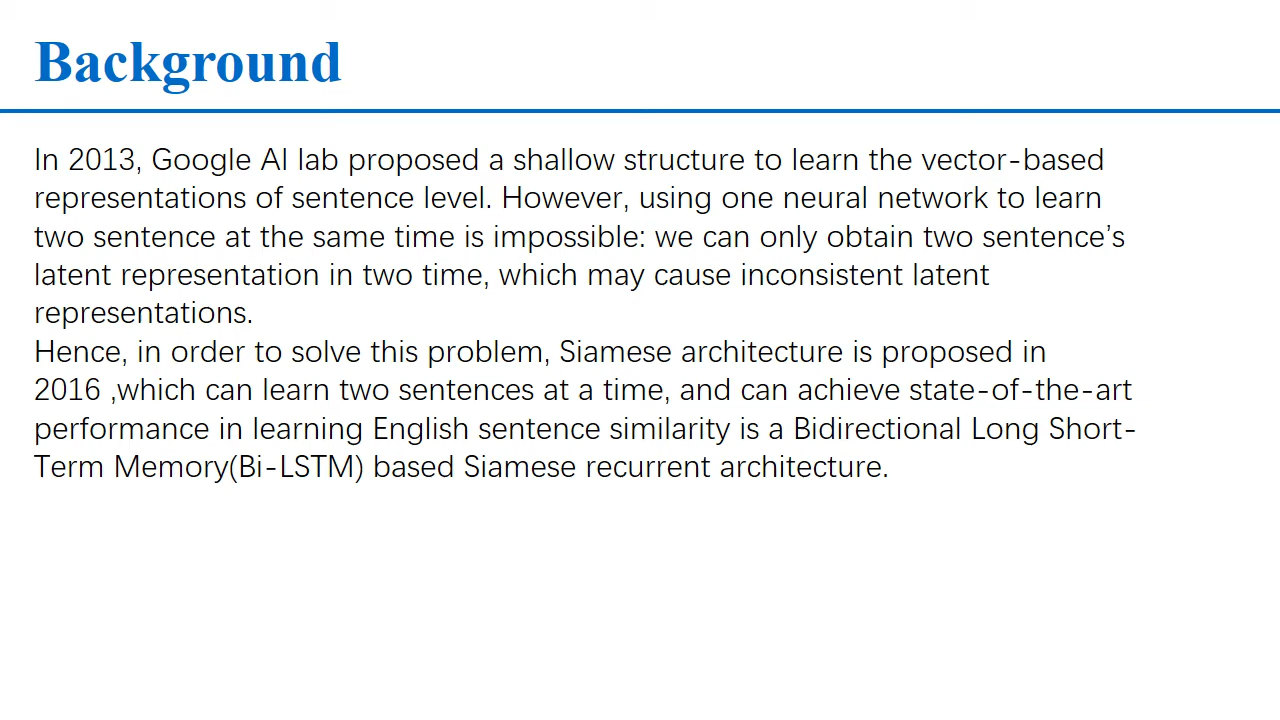 Background
In 2013, Google AI lab proposed a shallow structure to learn the vector-based
representations of sentence level. However, using one neural network to learn
two sentence at the same time is impossible: we can only obtain two sentence’s
latent representation in two time, which may cause inconsistent latent
representations.
Hence, in order to solve this problem, Siamese architecture is proposed in
2016 ,which can learn two sentences at a time, and can achieve state-of-the-art
performance in learning English sentence similarity is a Bidirectional Long Short-
Term Memory(Bi-LSTM) based Siamese recurrent architecture.